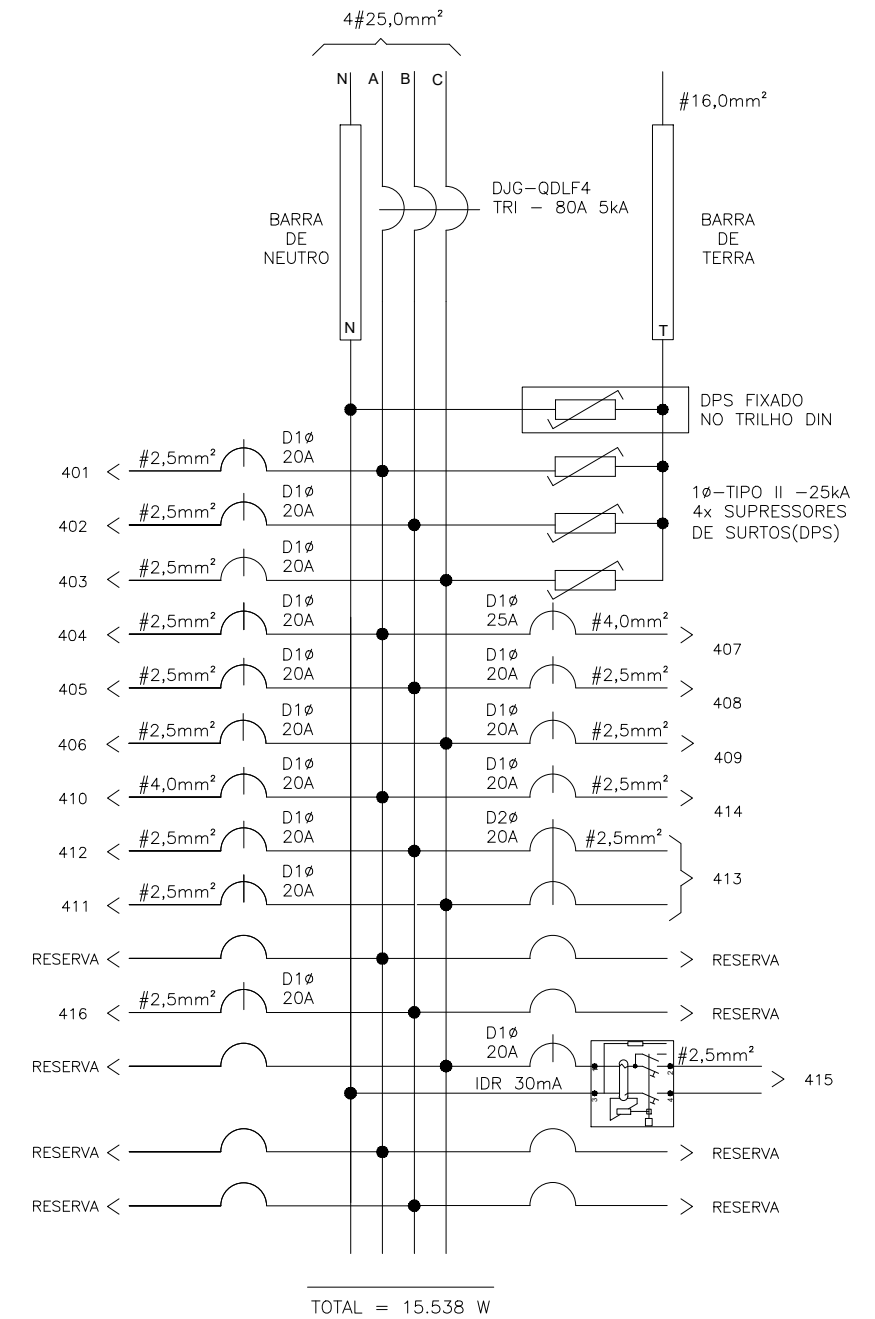 4#25,0mm²
N A B C
#16,0mm²
DJG-QDLF4
TRI - 80A 5kA
BARRA
DE
NEUTRO
BARRA
DE
TERRA
N
T
DPS FIXADO
NO TRILHO DIN
401
#2,5mm²
D1ø
20A
1ø-TIPO II -25kA
4x SUPRESSORES
DE SURTOS(DPS)
402
#2,5mm²
D1ø
20A
403
#2,5mm²
D1ø
20A
404
#2,5mm²
D1ø
20A
D1ø
25A
#4,0mm²
407
405
#2,5mm²
D1ø
20A
D1ø
20A
#2,5mm²
408
406
#2,5mm²
D1ø
20A
D1ø
20A
#2,5mm²
409
410
#4,0mm²
D1ø
20A
D1ø
20A
#2,5mm²
414
412
#2,5mm²
D1ø
20A
D2ø
20A
#2,5mm²
413
411
#2,5mm²
D1ø
20A
RESERVA
RESERVA
416
#2,5mm²
D1ø
20A
RESERVA
RESERVA
D1ø
20A
#2,5mm²
IDR 30mA
2
3
4
415
RESERVA
RESERVA
RESERVA
RESERVA
TOTAL = 15.538 W